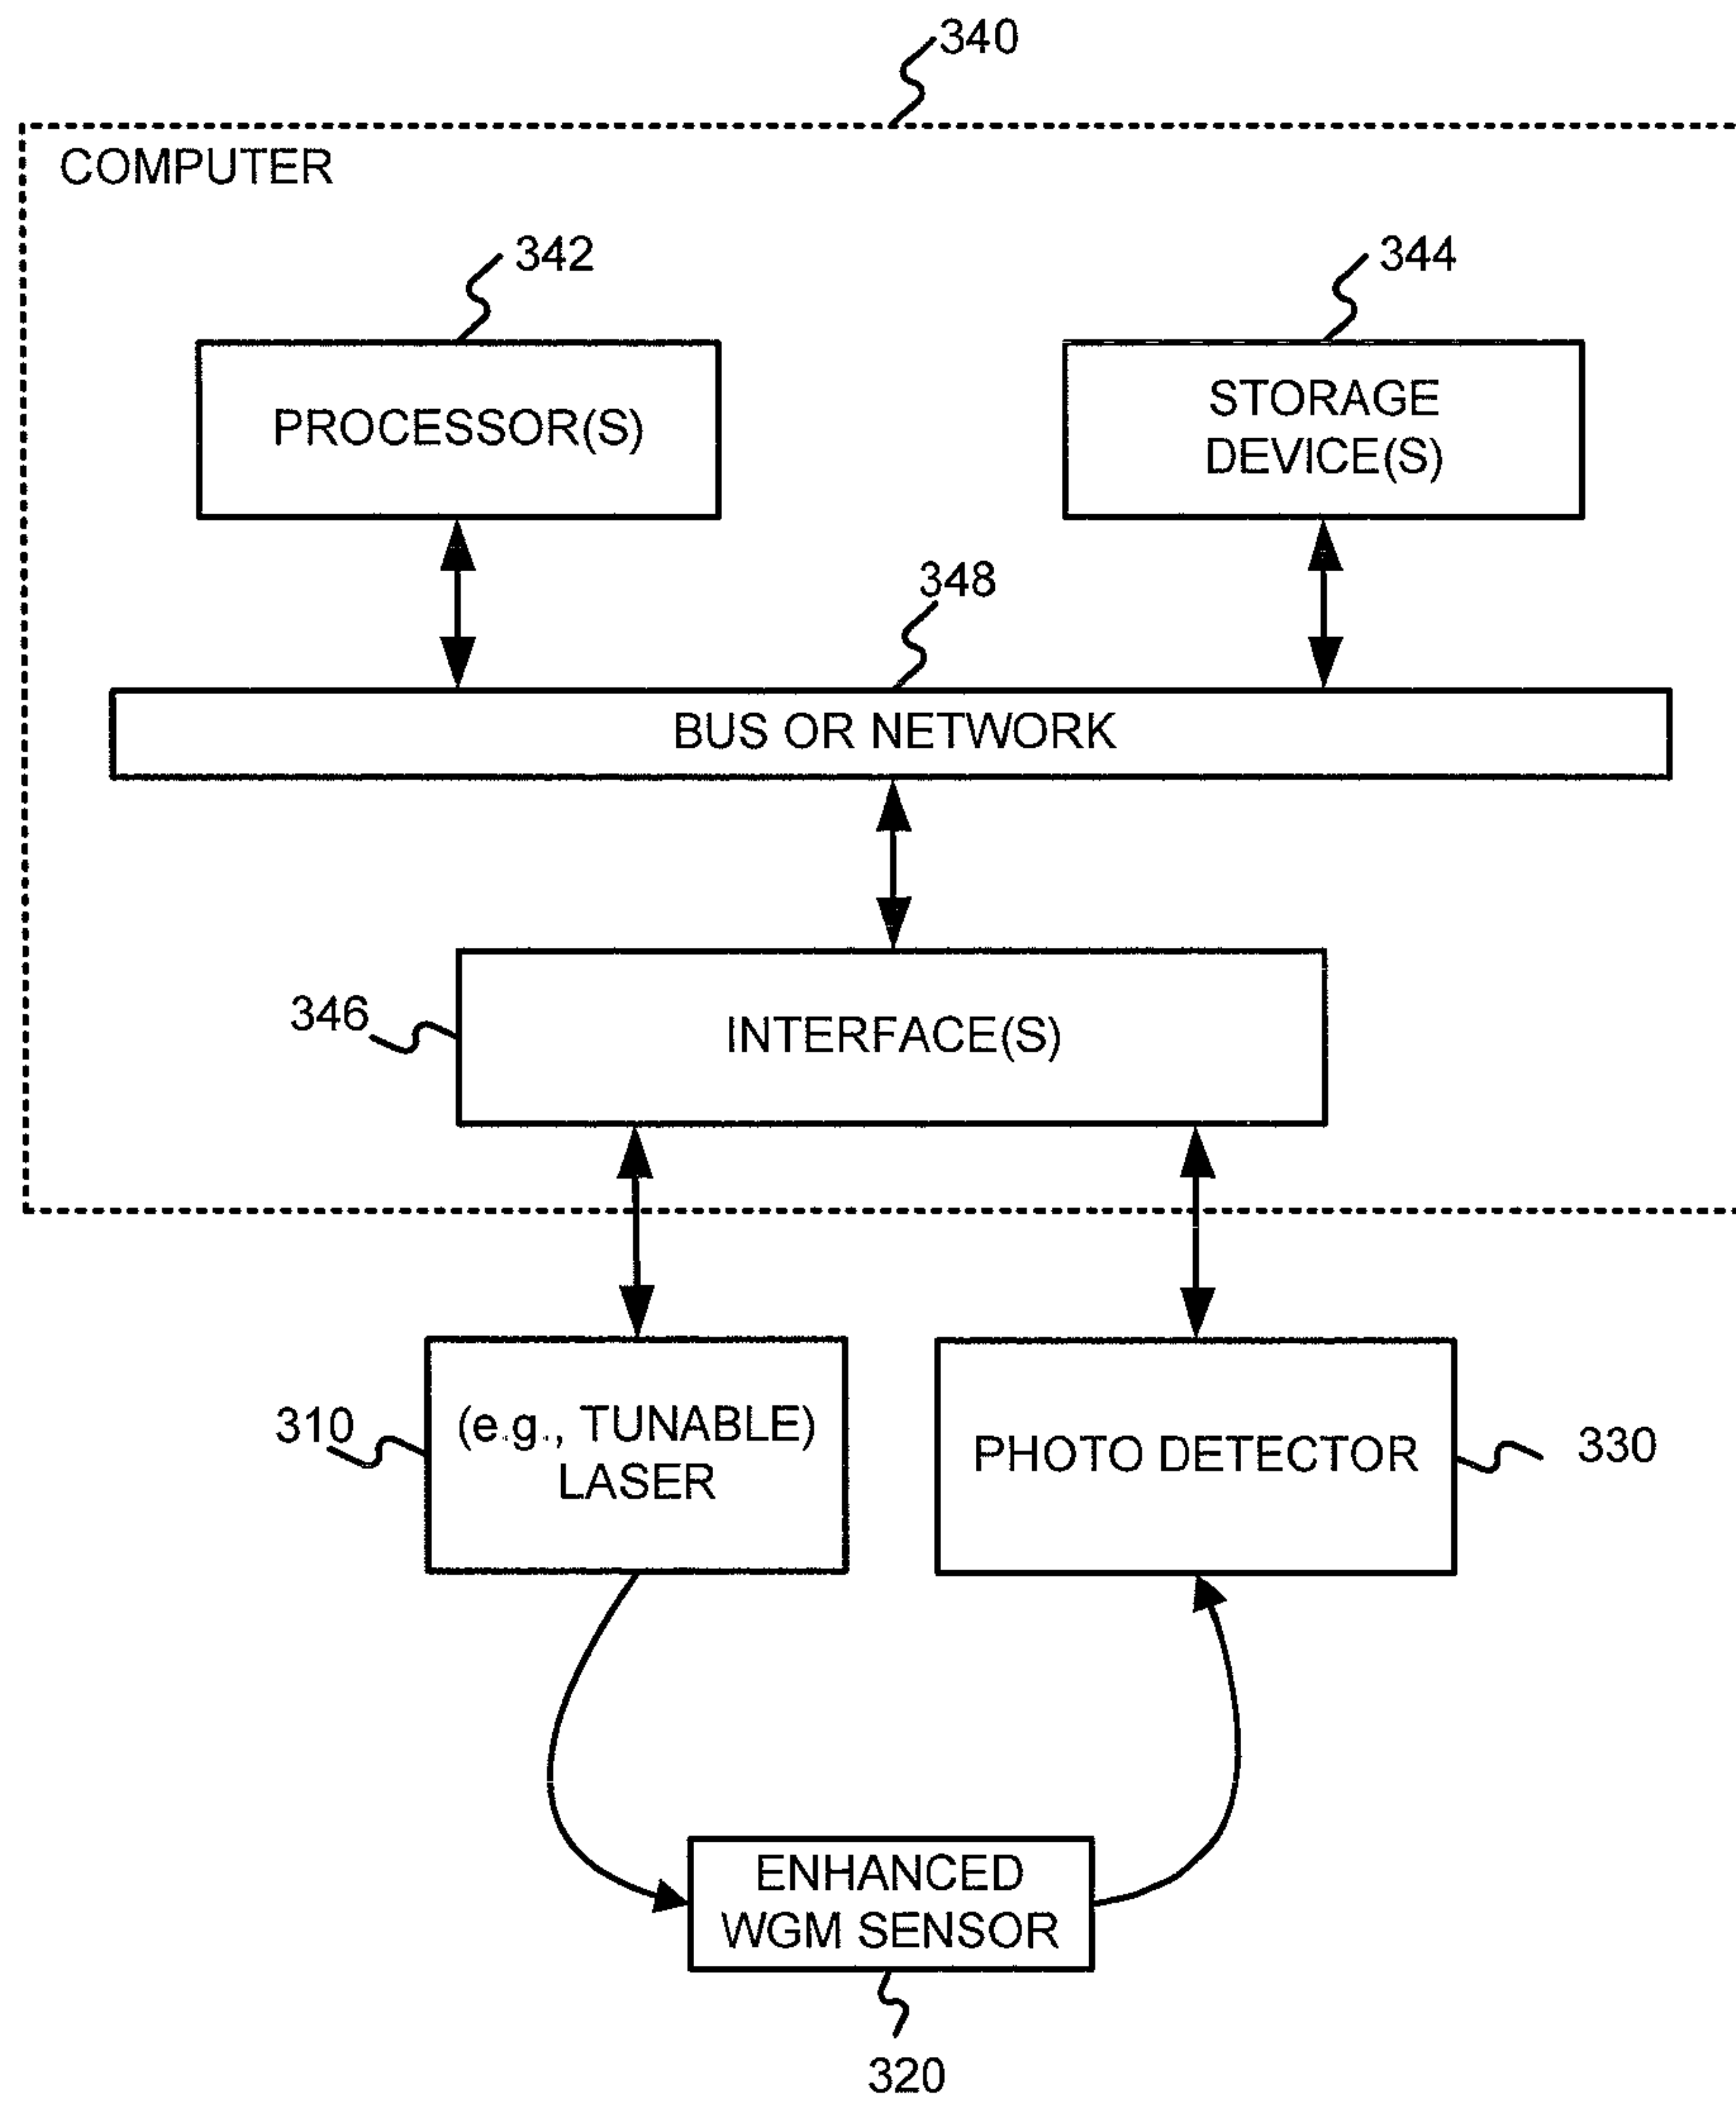 340
COMPUTER
342
344
PROCESSOR(S)
STORAGE
DEVICE(S)
348
BUS OR NETWORK
346
INTERFACE(S)
310
(e.g., TUNABLE)
LASER
PHOTO DETECTOR
330
ENHANCED
WGM SENSOR
320